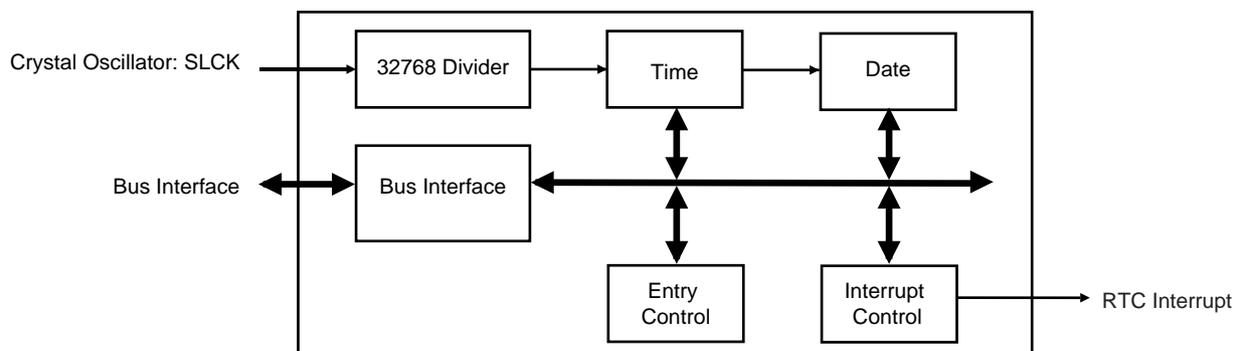 Crystal Oscillator: SLCK
32768 Divider
Time
Date
Bus Interface
Bus Interface
Entry
Control
Interrupt
Control
RTC Interrupt